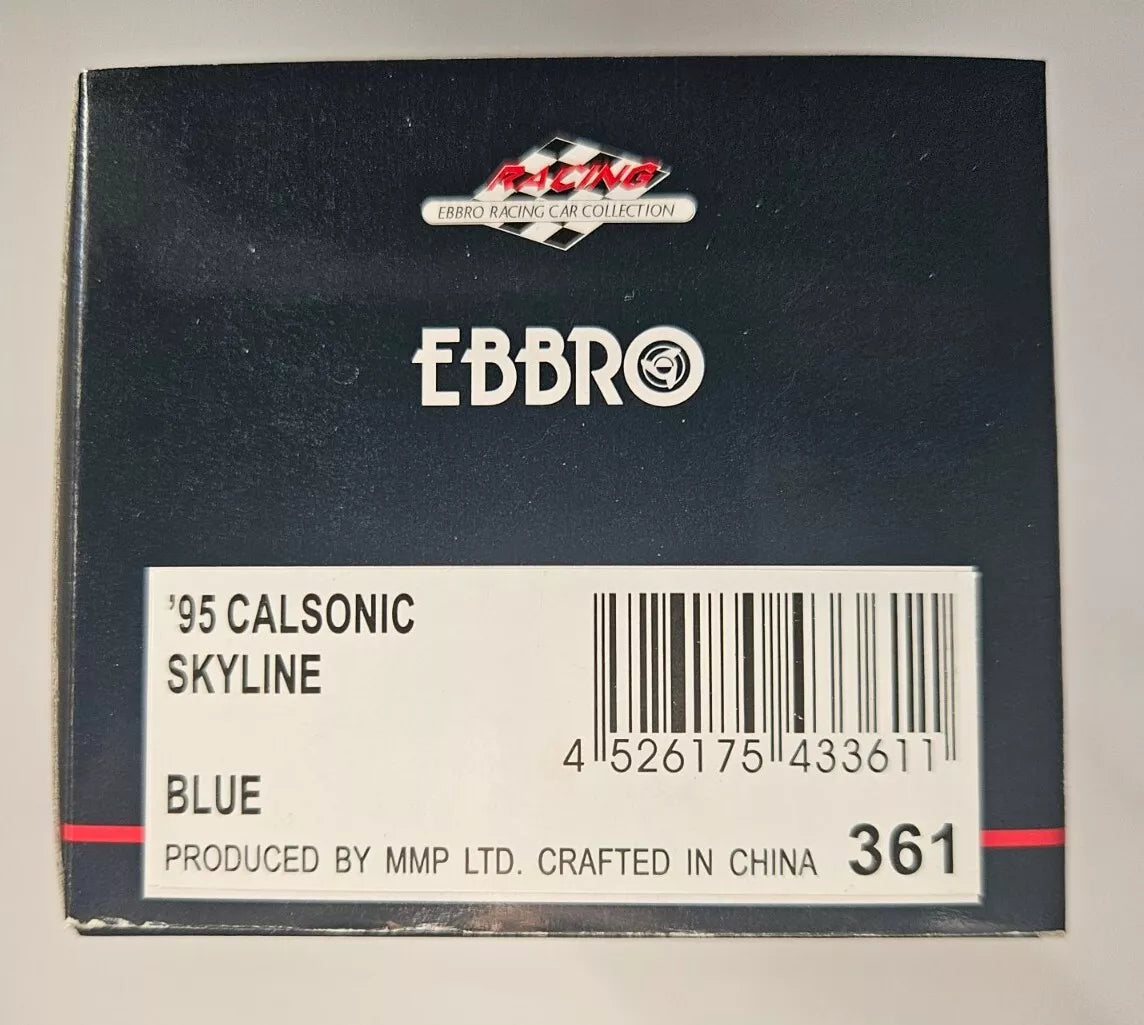 RACING
EBBRO RACING CAR COLLECTION
EBBRO
'95 CALSONIC
SKYLINE
4 526175 433611
BLUE
PRODUCED BY MMP LTD. CRAFTED IN CHINA 361